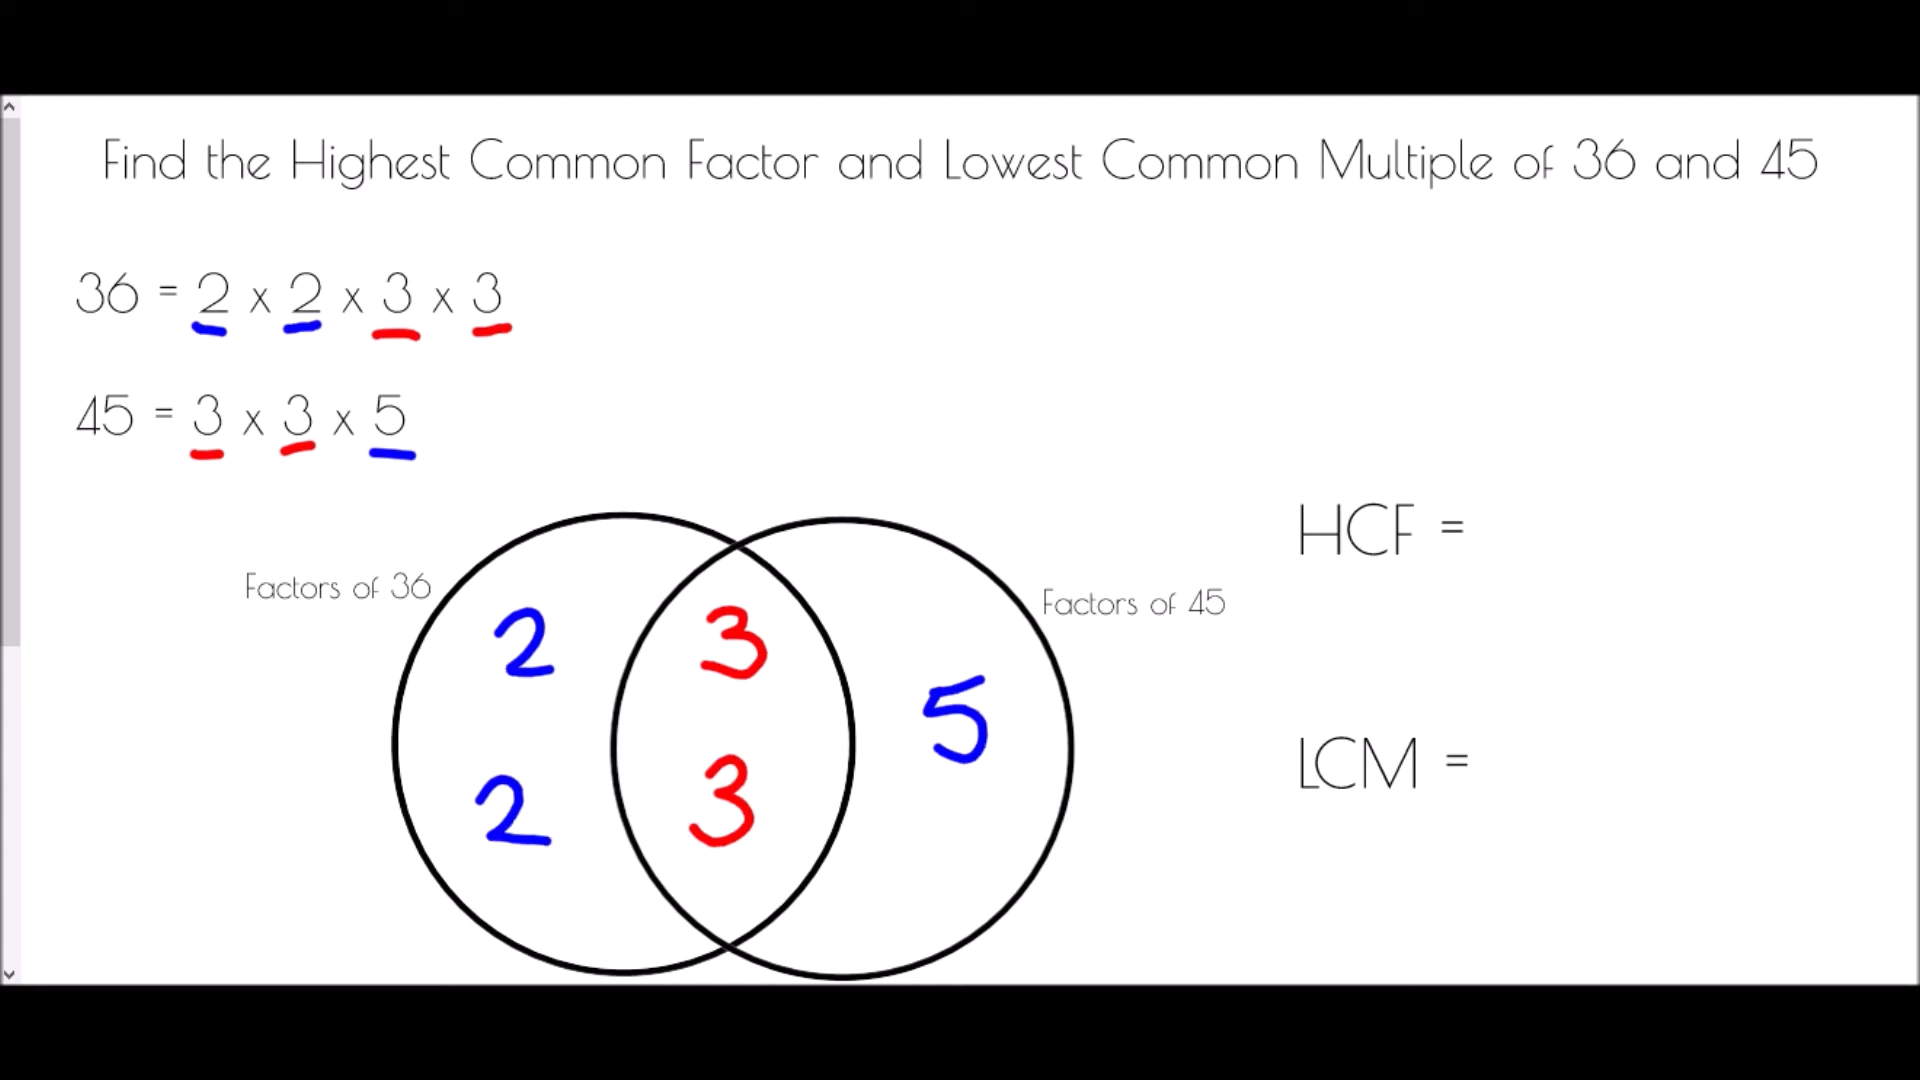 Find the Highest Common Factor and Lowest Common Multiple of 36 and 45
36 = 2 x 2 x 3 x 3
45 = 3 x 3 x 5
HCF =
Factors of 36
Factors of 45
2 3
5
2 3
LCM =